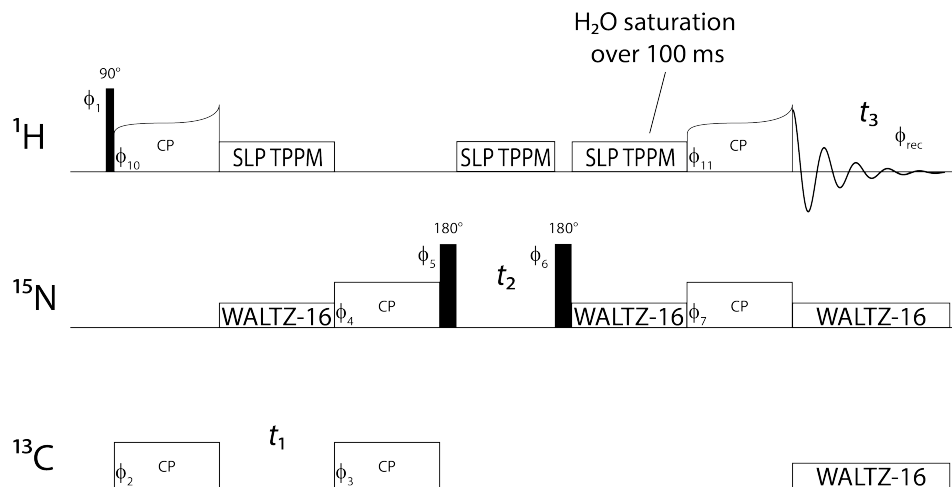 H₂O saturation
over 100 ms
90°
ϕ₁
¹H
ϕ₁₀
CP
SLP TPPM
SLP TPPM
SLP TPPM
ϕ₁₁
CP
t₃
ϕrec
180°
180°
¹⁵N
WALTZ-16
ϕ₄
CP
ϕ₅
t₂
ϕ₆
WALTZ-16
ϕ₇
CP
WALTZ-16
¹³C
ϕ₂
CP
t₁
ϕ₃
CP
WALTZ-16